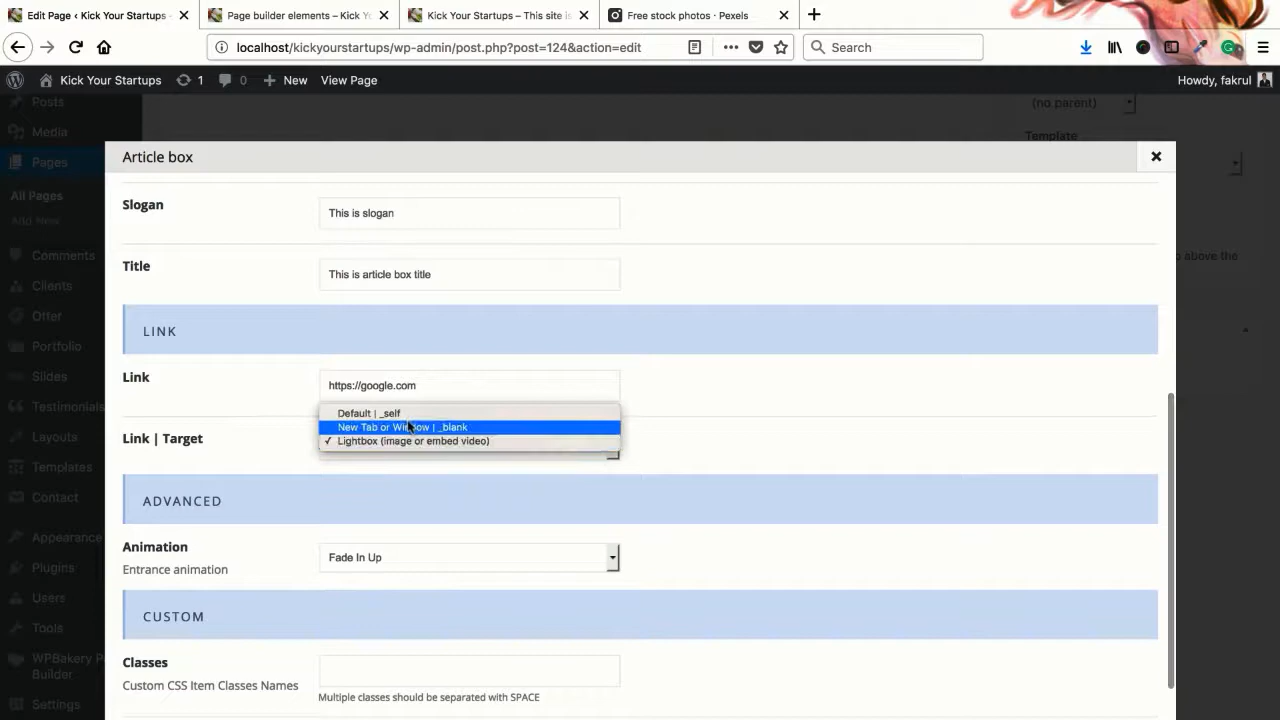 Edit Page ‹ Kick Your Startups
Page builder elements – Kick Y
Kick Your Startups – This site is
Free stock photos · Pexels
localhost/kickyourstartups/wp-admin/post.php?post=124&action=edit
Search
Kick Your Startups
1
0
New
View Page
Howdy, fakrul
Posts
Media
Pages
All Pages
Add New
Comments
Clients
Offer
Portfolio
Slides
Testimonials
Layouts
Templates
Contact
Appearance
Plugins
Users
Tools
WPBakery P
Builder
Settings
(no parent)
Template
o above the
Article box
Slogan
This is slogan
Title
This is article box title
LINK
Link
https://google.com
Link | Target
Default | _self
New Tab or Window | _blank
✓ Lightbox (image or embed video)
ADVANCED
Animation
Entrance animation
Fade In Up
CUSTOM
Classes
Custom CSS Item Classes Names
Multiple classes should be separated with SPACE